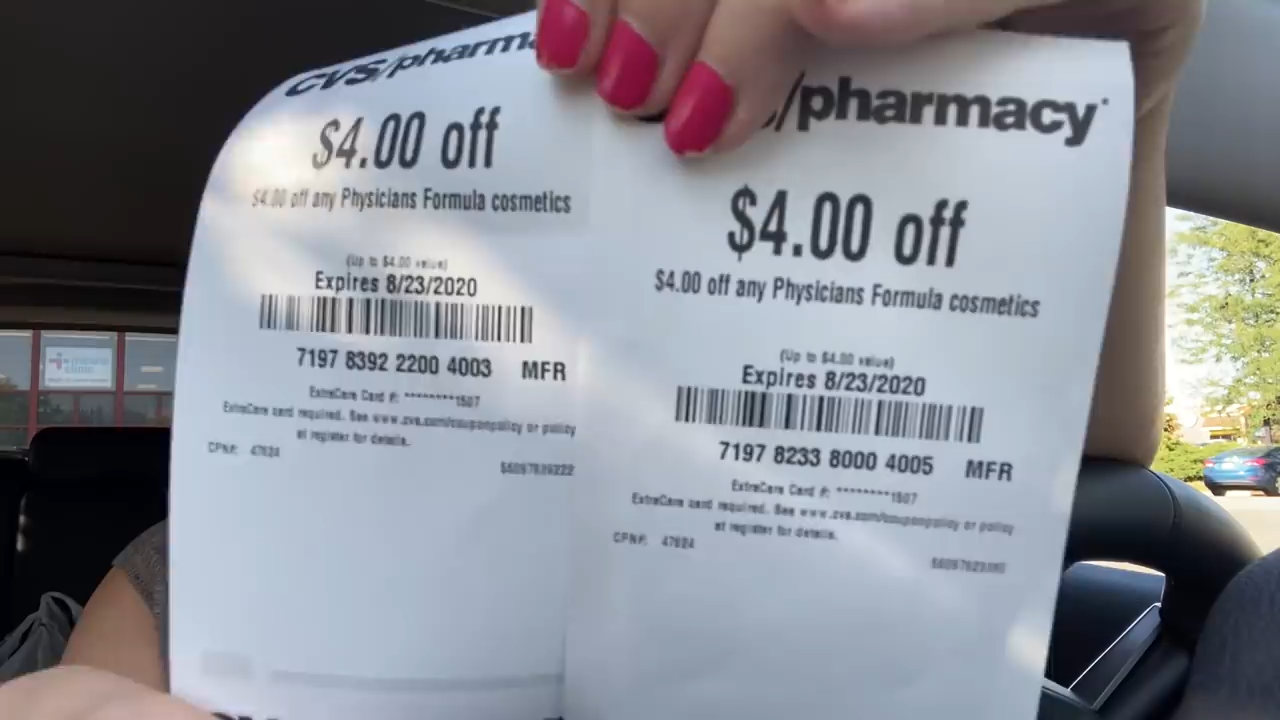 CVS/pharma
$4.00 off
$4.00 off any Physicians Formula cosmetics
(Up to $4.00 value)
Expires 8/23/2020
7197 8392 2200 4003 MFR
ExtraCare Card #: ********1507
ExtraCare card required. See www.cvs.com/couponpolicy or policy
at register for details.
CPN#: 47624
/pharmacy
$4.00 off
$4.00 off any Physicians Formula cosmetics
(Up to $4.00 value)
Expires 8/23/2020
7197 8233 8000 4005 MFR
ExtraCare Card #: ********1507
ExtraCare card required. See www.cvs.com/couponpolicy or policy
at register for details.
CPN#: 47624
clinic